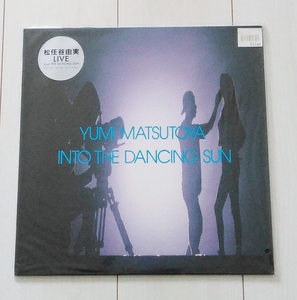 松任谷由実
LIVE
YUMI MATSUTOYA
INTO THE DANCING SUN